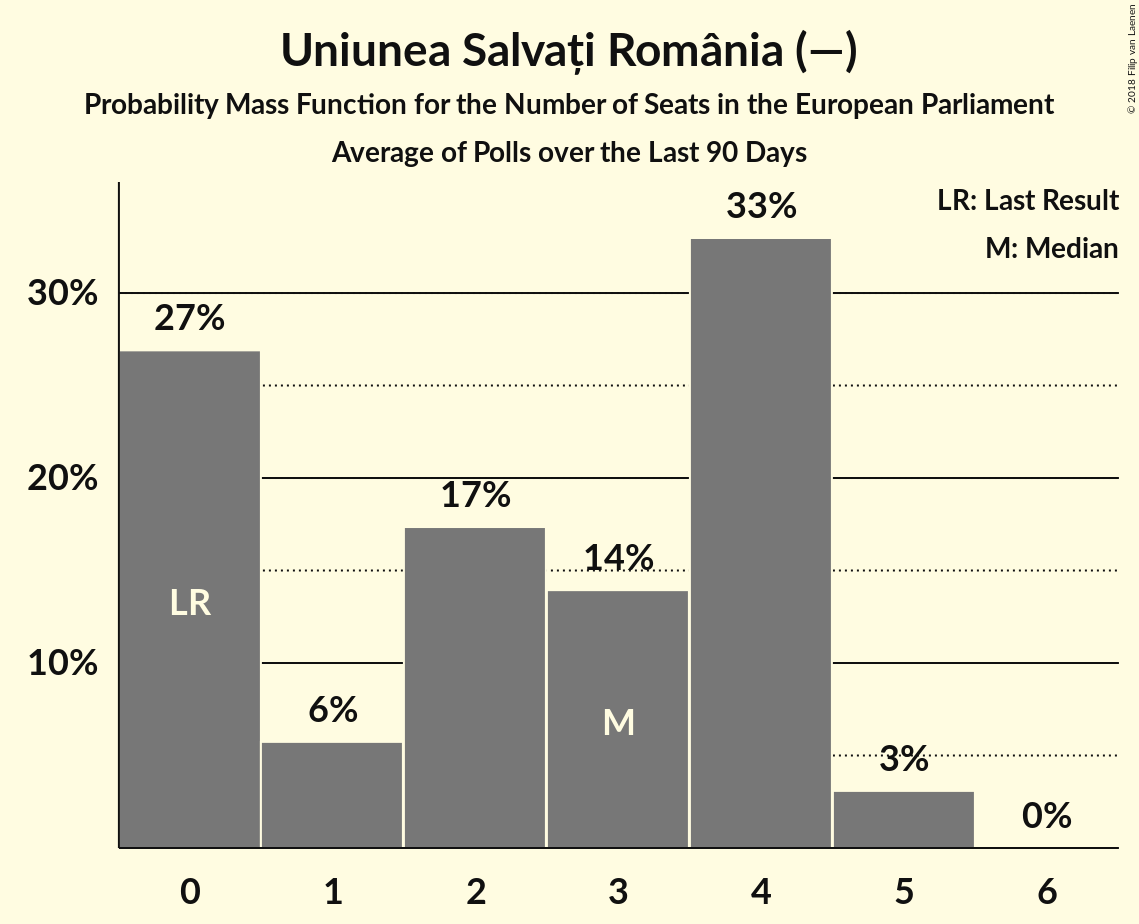 Uniunea Salvați România (—)
Probability Mass Function for the Number of Seats in the European Parliament
Average of Polls over the Last 90 Days
© 2018 Filip van Laenen
LR: Last Result
M: Median
33%
30%
27%
20%
17%
14%
LR
10%
6%
M
3%
0%
0 1 2 3 4 5 6